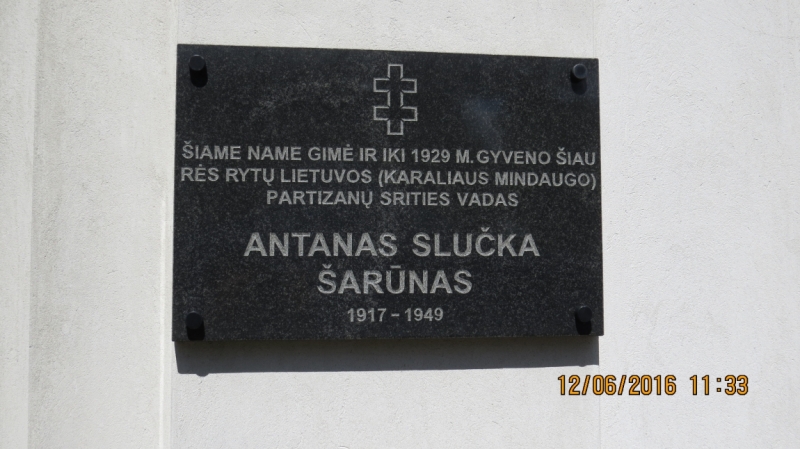 ŠIAME NAME GIMĖ IR IKI 1929 M. GYVENO ŠIAU
RĖS RYTŲ LIETUVOS (KARALIAUS MINDAUGO)
PARTIZANŲ SRITIES VADAS
ANTANAS SLUČKA
ŠARŪNAS
1917 – 1949
12/06/2016 11:33